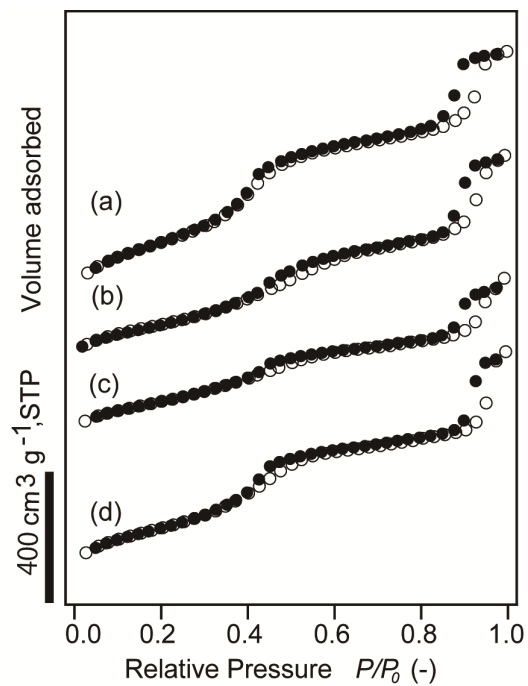 Volume adsorbed
400 cm3 g-1,STP
(a)
(b)
(c)
(d)
0.0 0.2 0.4 0.6 0.8 1.0
Relative Pressure P/P0 (-)